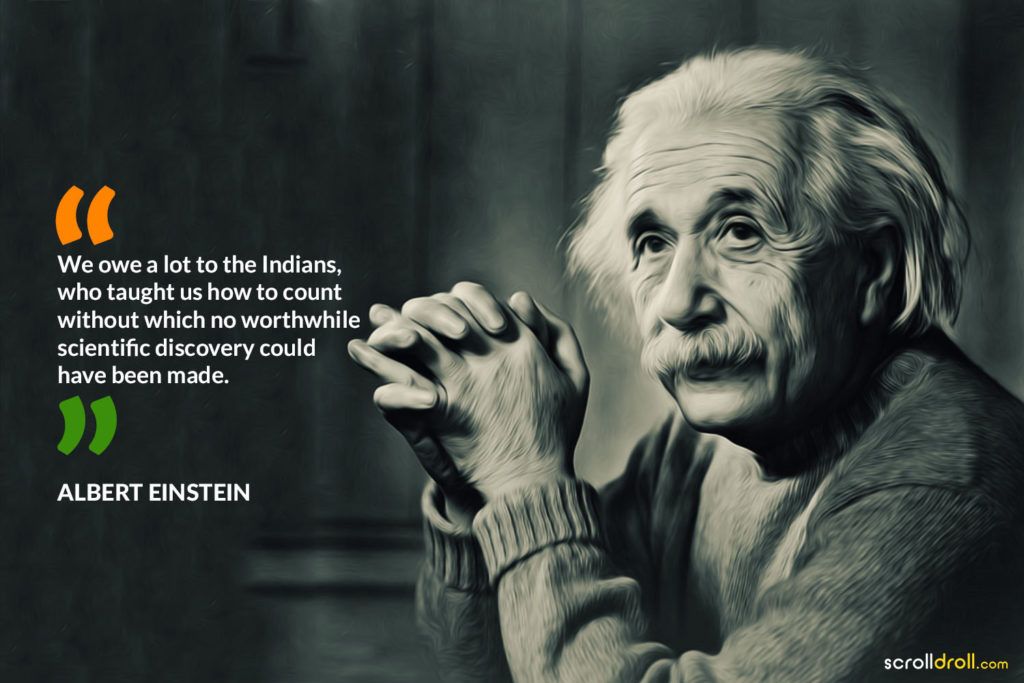 “
We owe a lot to the Indians,
who taught us how to count
without which no worthwhile
scientific discovery could
have been made.
”
ALBERT EINSTEIN
scrolldroll.com